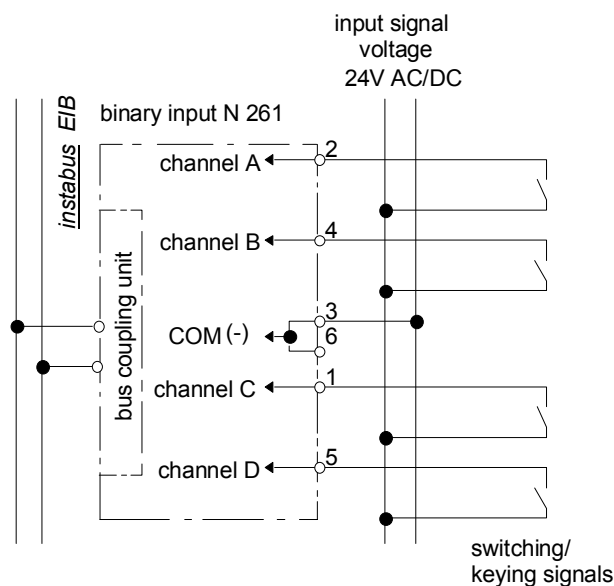 input signal
voltage
24V AC/DC
instabus EIB
binary input N 261
channel A
2
channel B
4
bus coupling unit
3
COM (-)
6
channel C
1
channel D
5
switching/
keying signals